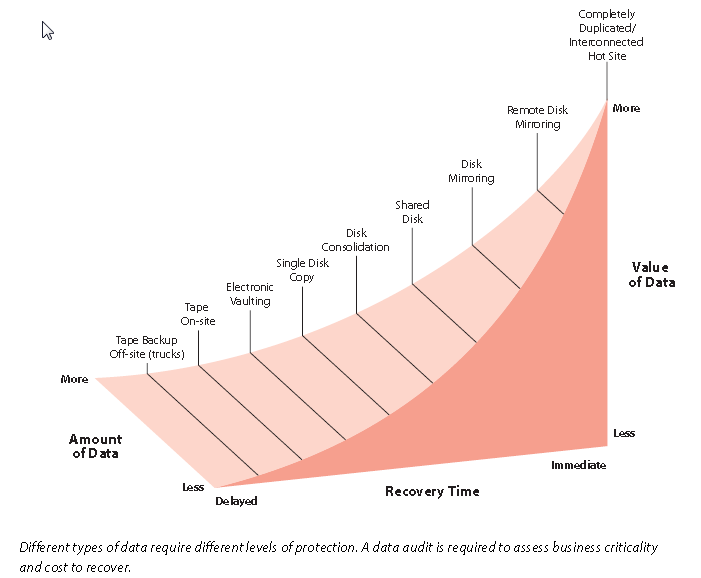 Completely
Duplicated/
Interconnected
Hot Site
More
Remote Disk
Mirroring
Disk
Mirroring
Shared
Disk
Disk
Consolidation
Value
of Data
Single Disk
Copy
Electronic
Vaulting
Tape
On-site
Tape Backup
Off-site (trucks)
More
Amount
of Data
Less
Less
Immediate
Delayed
Recovery Time
Different types of data require different levels of protection. A data audit is required to assess business criticality
and cost to recover.